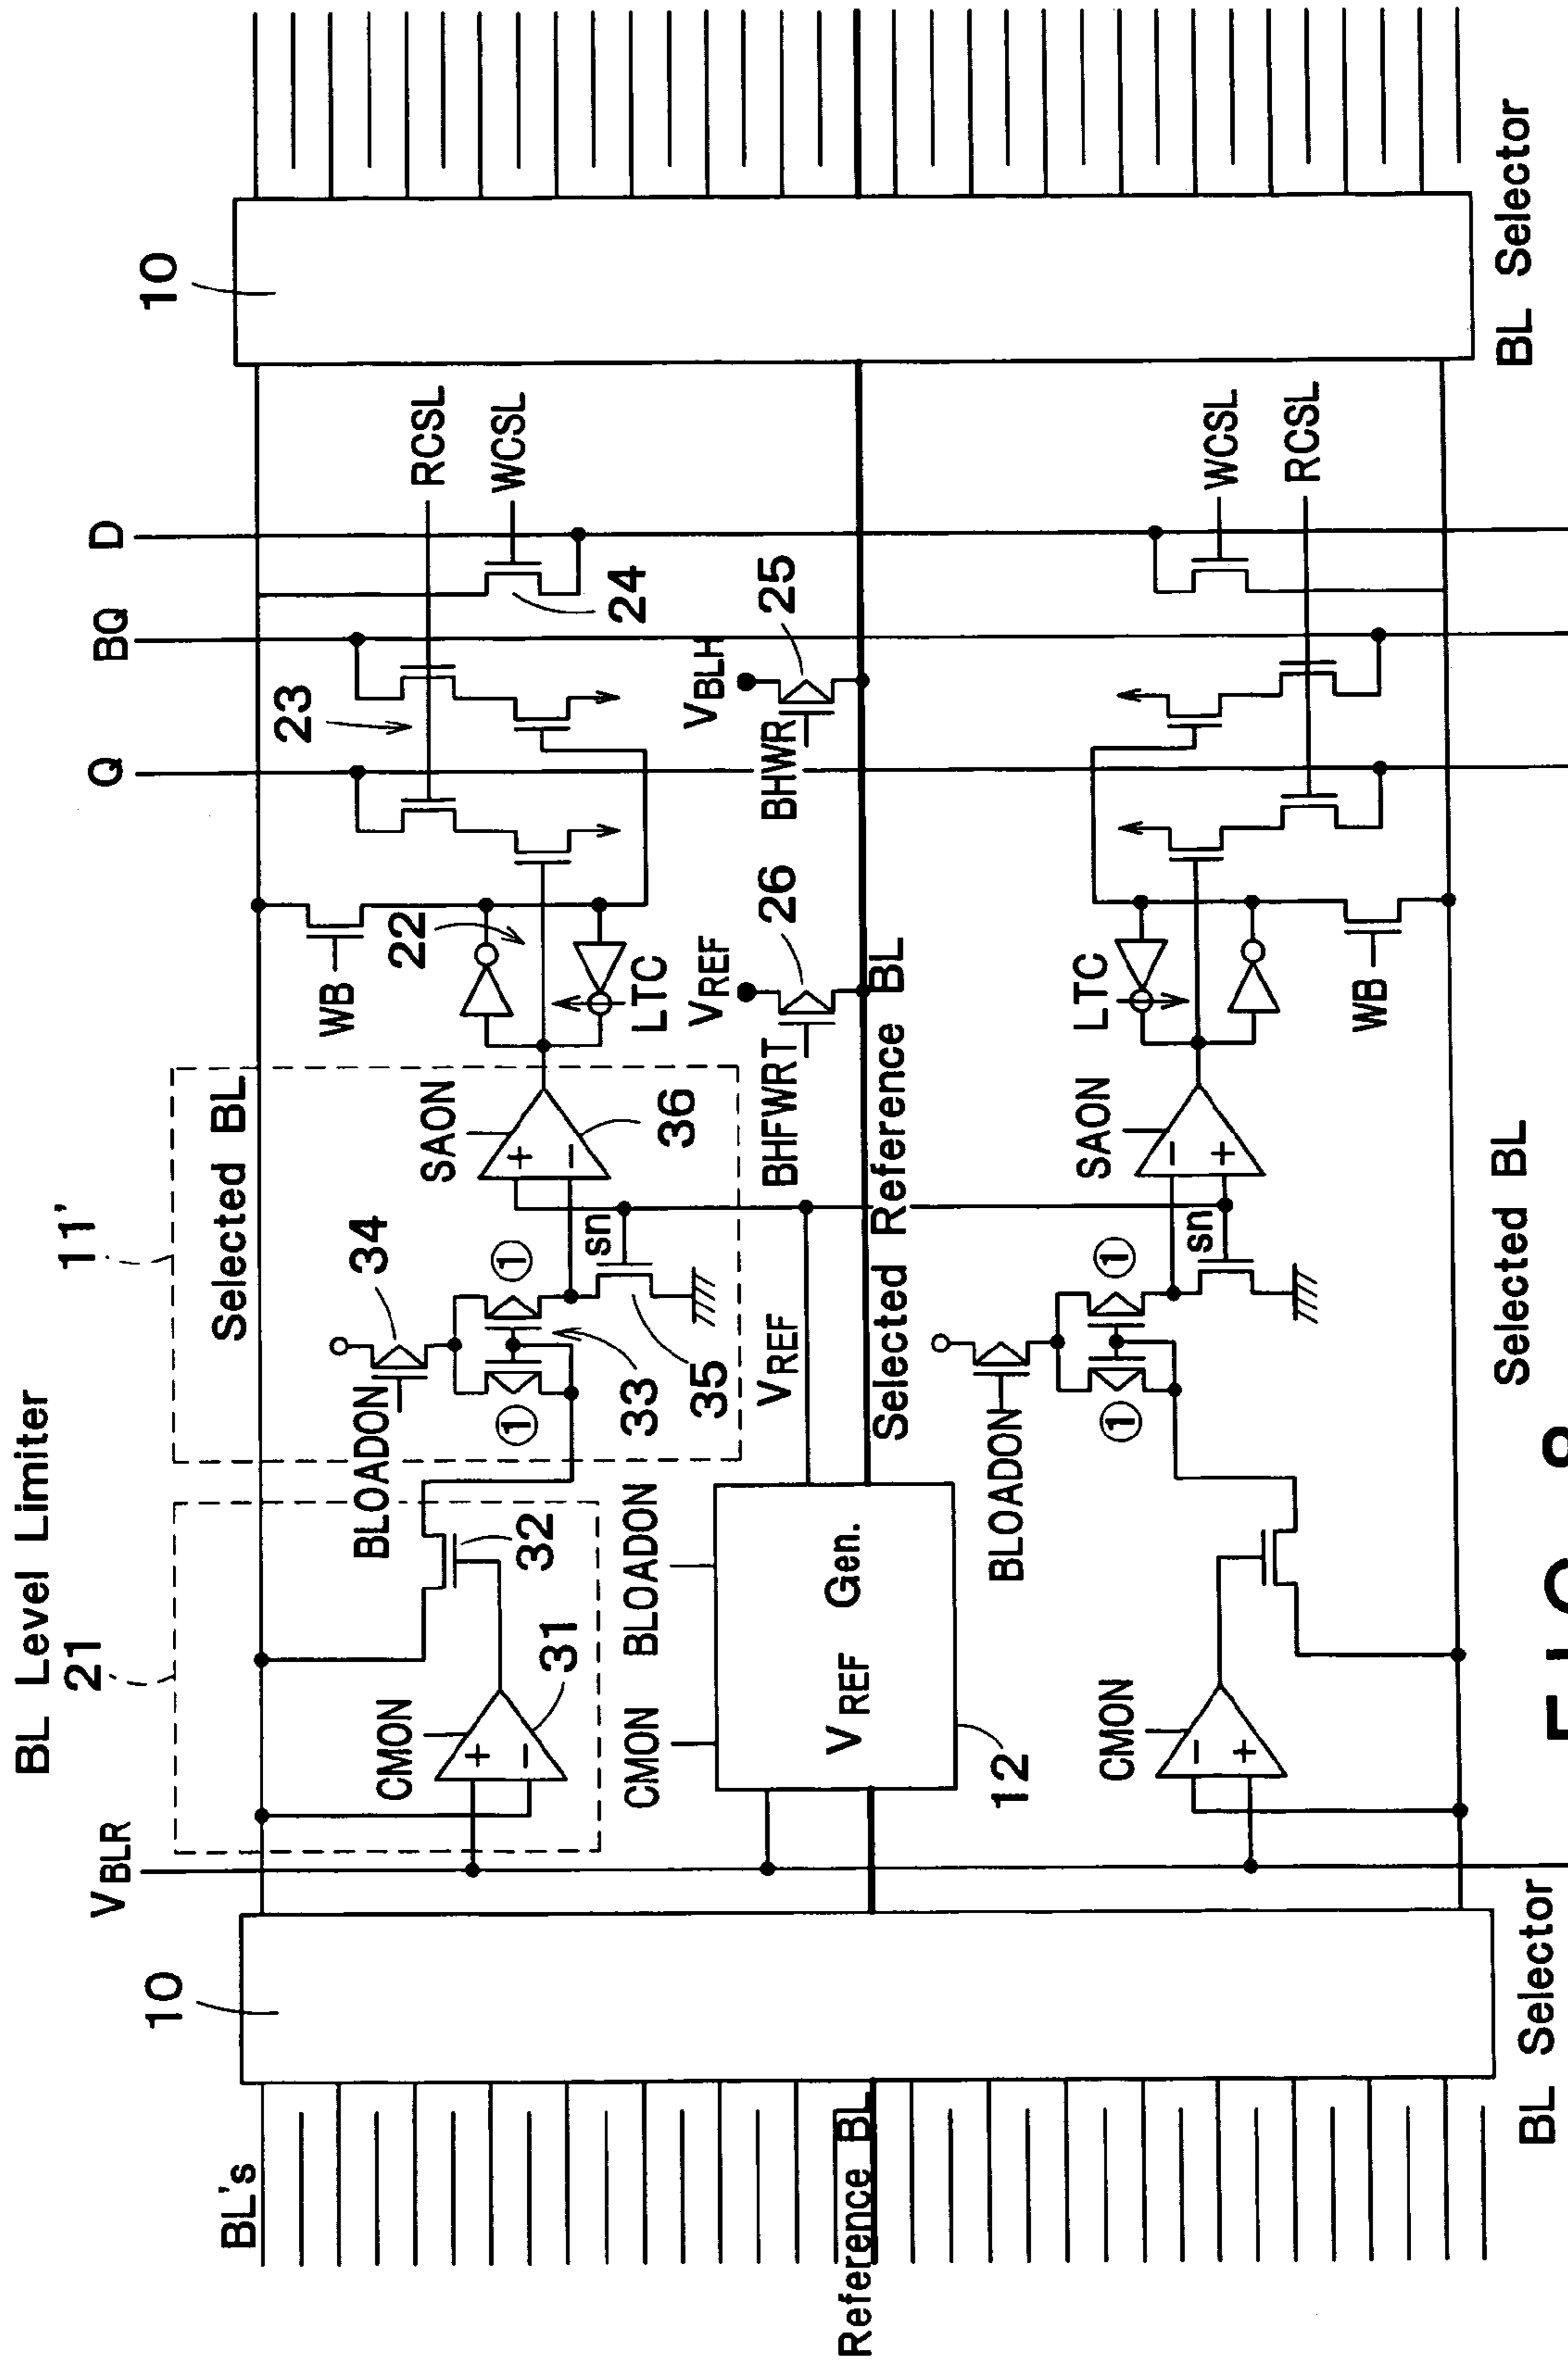 BL Level Limiter
21
11'
VBLR
Q
BQ
D
10
10
BL's
Selected BL
34
23
RCSL
WCSL
BLOADON
WB
22
24
CMON
31
32
33
35
①
①
sn
SAON
36
LTC
CMON
BLOADON
VREF
BHFWRT
VREF
26
BHWR
VBLH
25
VREF Gen.
12
Reference BL
Selected Reference BL
CMON
BLOADON
①
①
sn
SAON
LTC
WB
WCSL
RCSL
Selected BL
BL Selector
BL Selector